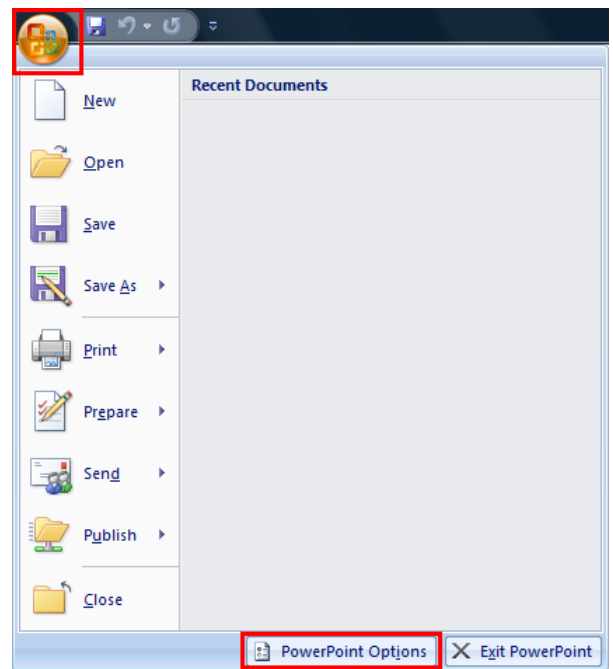 Recent Documents
New
Open
Save
Save As
Print
Prepare
Send
Publish
Close
PowerPoint Options
Exit PowerPoint